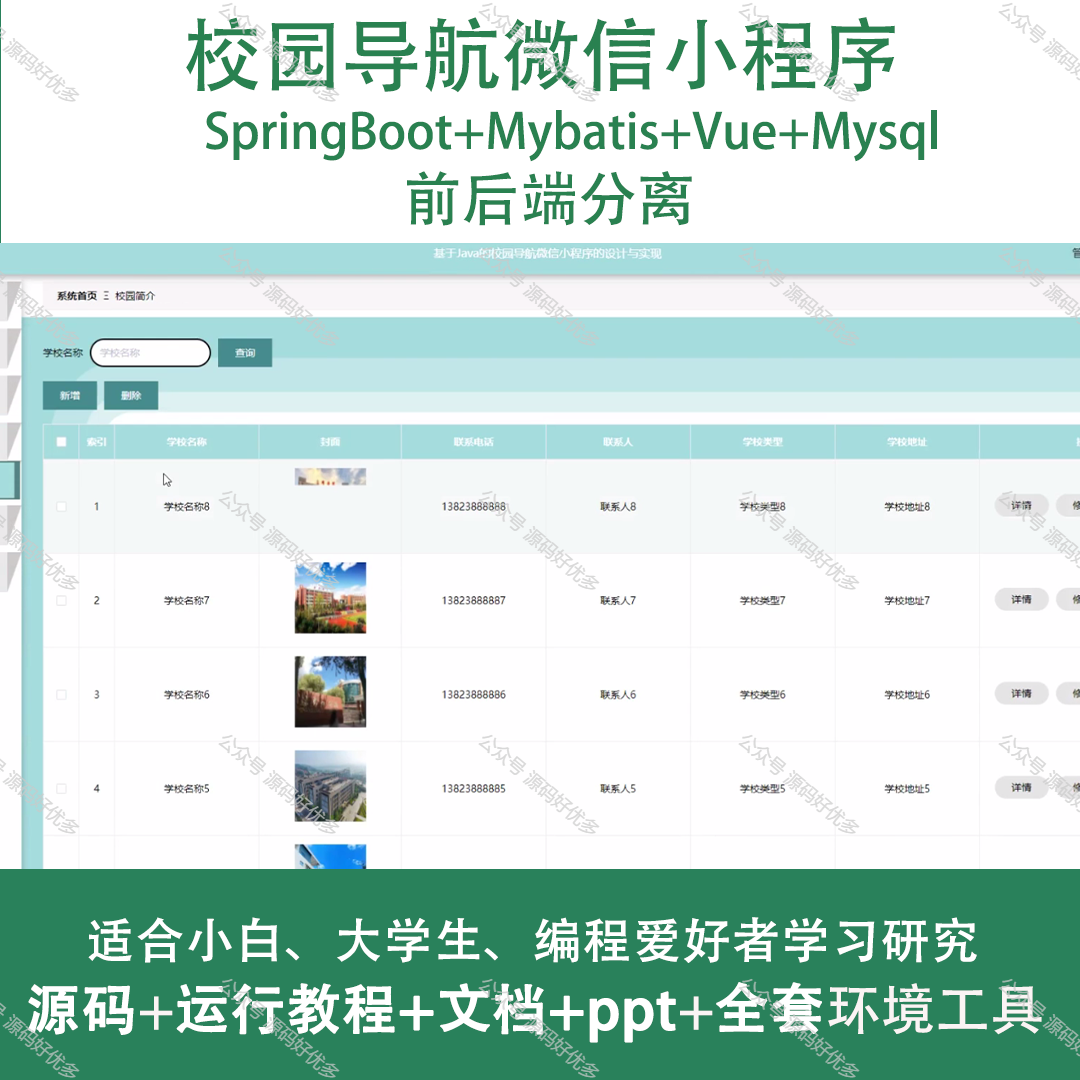 校园导航微信小程序
SpringBoot+Mybatis+Vue+Mysql
前后端分离
基于Java的校园导航微信小程序的设计与实现
管
系统首页 校园简介
学校名称 学校名称 查询
新增 删除
索引 学校名称 封面 联系电话 联系人 学校类型 学校地址
1 学校名称8 13823888888 联系人8 学校类型8 学校地址8 详情 修
2 学校名称7 13823888887 联系人7 学校类型7 学校地址7 详情 修
3 学校名称6 13823888886 联系人6 学校类型6 学校地址6 详情 修
4 学校名称5 13823888885 联系人5 学校类型5 学校地址5 详情 修
适合小白、大学生、编程爱好者学习研究
源码+运行教程+文档+ppt+全套环境工具
公众号 源码好优多